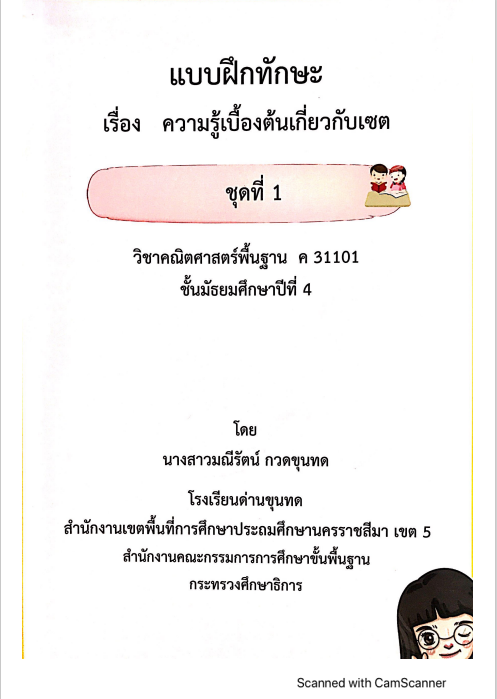 แบบฝึกทักษะ
เรื่อง ความรู้เบื้องต้นเกี่ยวกับเซต
ชุดที่ 1
วิชาคณิตศาสตร์พื้นฐาน ค 31101
ชั้นมัธยมศึกษาปีที่ 4
โดย
นางสาวมณีรัตน์ กวดขุนทด
โรงเรียนด่านขุนทด
สำนักงานเขตพื้นที่การศึกษาประถมศึกษานครราชสีมา เขต 5
สำนักงานคณะกรรมการการศึกษาขั้นพื้นฐาน
กระทรวงศึกษาธิการ
Scanned with CamScanner